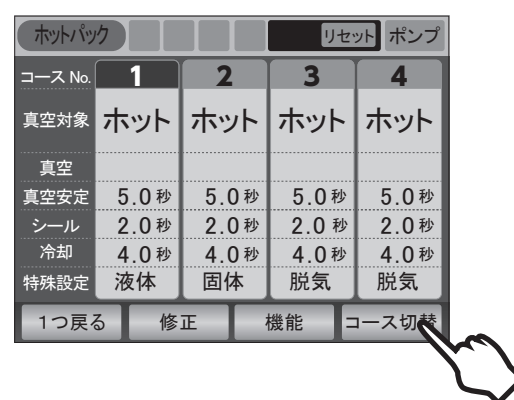 ホットパック リセット ポンプ
コース No. 1 2 3 4
真空対象 ホット ホット ホット ホット
真空
真空安定 5.0秒 5.0秒 5.0秒 5.0秒
シール 2.0秒 2.0秒 2.0秒 2.0秒
冷却 4.0秒 4.0秒 4.0秒 4.0秒
特殊設定 液体 固体 脱気 脱気
1つ戻る 修正 機能 コース切替